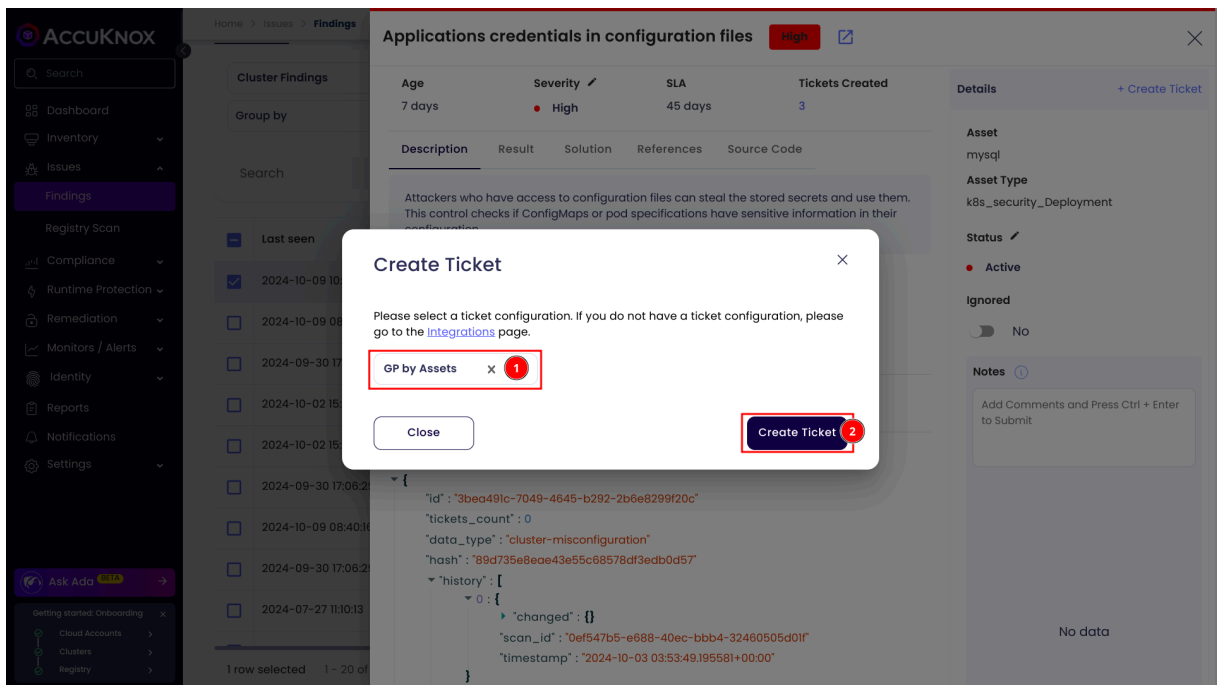 ACCUKNOX
Search
Dashboard
Inventory
Issues
Findings
Registry Scan
Compliance
Runtime Protection
Remediation
Monitors / Alerts
Identity
Reports
Notifications
Settings
Ask Ada BETA
Getting started: Onboarding
Cloud Accounts
Clusters
Registry
Home > Issues > Findings
Cluster Findings
Group by
Search
Last seen
2024-10-09 10:
2024-10-09 08
2024-09-30 17
2024-10-02 15:
2024-10-02 15:
2024-09-30 17:06:2
2024-10-09 08:40:16
2024-09-30 17:06:2
2024-07-27 11:10:13
1 row selected 1 - 20 of
Applications credentials in configuration files High
Age Severity SLA Tickets Created
7 days High 45 days 3
Description Result Solution References Source Code
Attackers who have access to configuration files can steal the stored secrets and use them.
This control checks if ConfigMaps or pod specifications have sensitive information in their
configuration.
Create Ticket
Please select a ticket configuration. If you do not have a ticket configuration, please
go to the Integrations page.
GP by Assets x 1
Close
Create Ticket 2
{
"id" : "3bea491c-7049-4645-b292-2b6e8299f20c"
"tickets_count" : 0
"data_type" : "cluster-misconfiguration"
"hash" : "89d735e8eae43e55c68578df3edb0d57"
"history" : [
0 : {
"changed" : {}
"scan_id" : "0ef547b5-e688-40ec-bbb4-32460505d01f"
"timestamp" : "2024-10-03 03:53:49.195581+00:00"
}
Details + Create Ticket
Asset
mysql
Asset Type
k8s_security_Deployment
Status
Active
Ignored
No
Notes
Add Comments and Press Ctrl + Enter
to Submit
No data